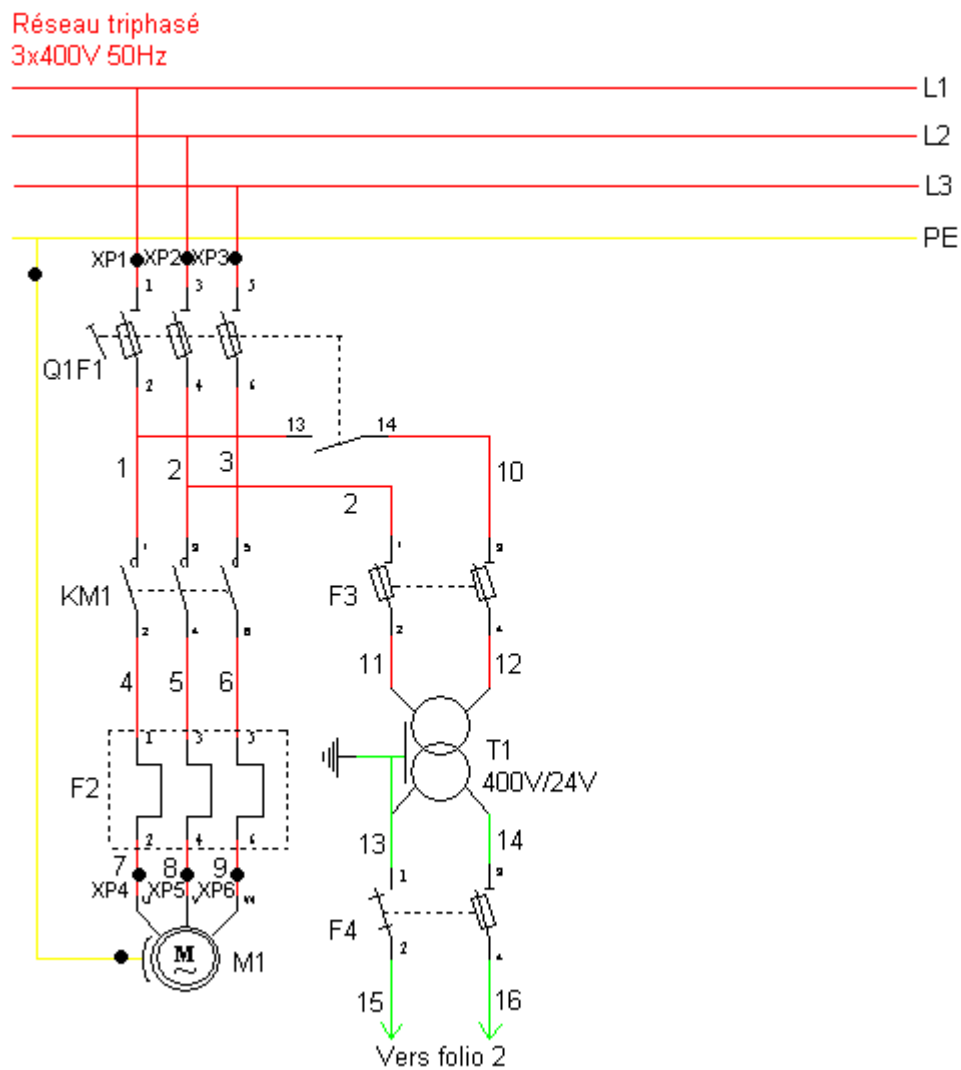 Réseau triphasé
3x400V 50Hz
L1
L2
L3
PE
XP1 XP2 XP3
1 3 5
Q1F1
2 4 6
13 14
1 2 3 10
2
1 3 5 1 3
KM1 F3
2 4 6 2 4
4 5 6 11 12
1 3 5
T1
F2 400V/24V
2 4 6 13 14
7 8 9
XP4 U XP5 V XP6 W
1 3
F4
M M1
~
2 4
15 16
Vers folio 2